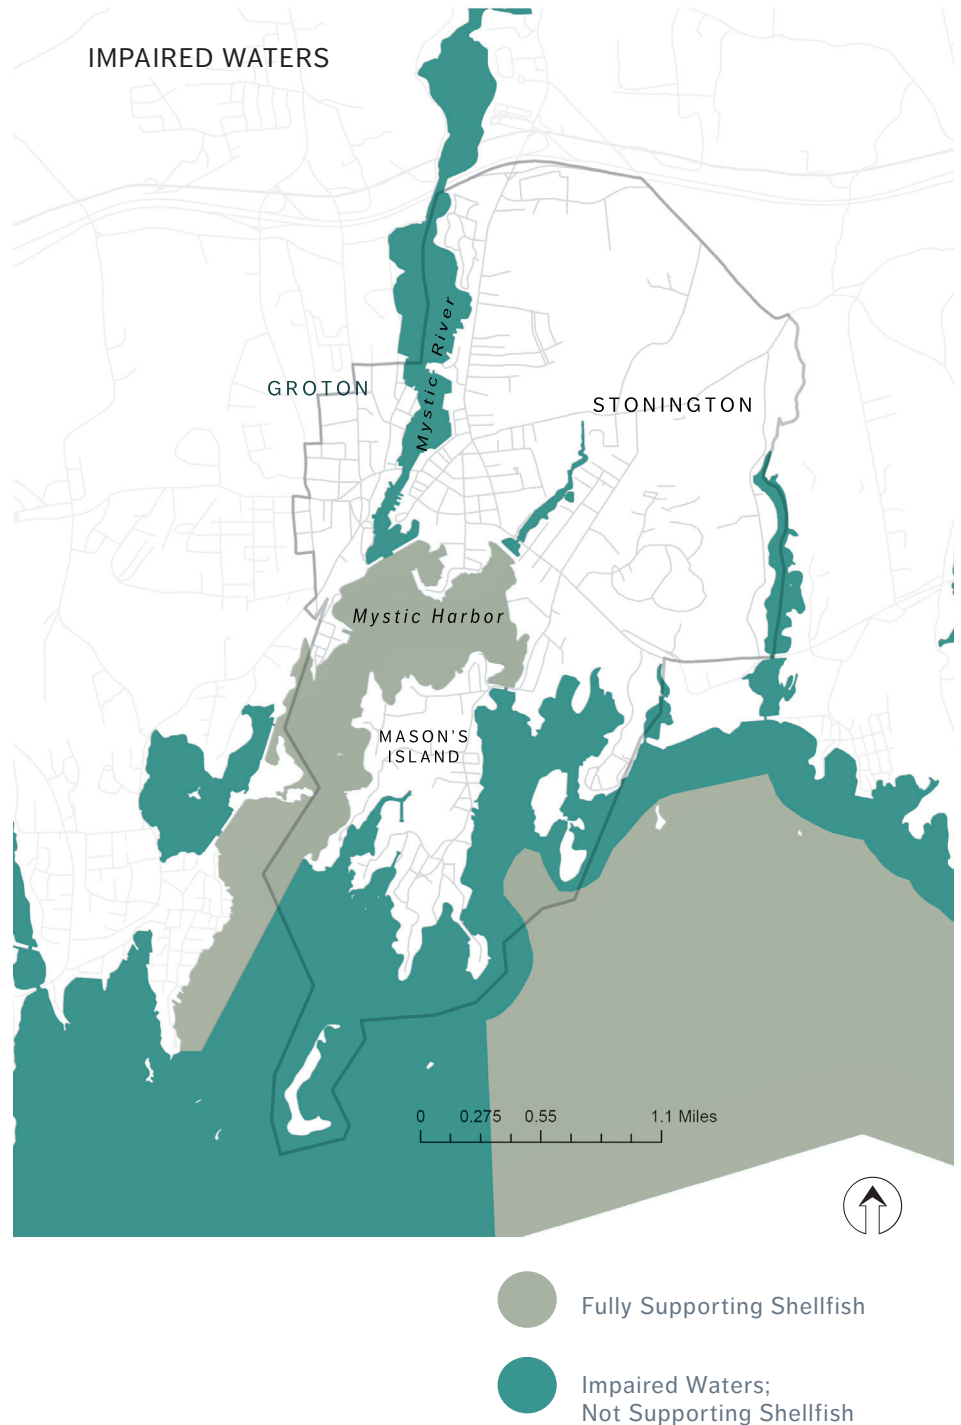 IMPAIRED WATERS
Mystic River
GROTON
STONINGTON
Mystic Harbor
MASON'S
ISLAND
0 0.275 0.55 1.1 Miles
Fully Supporting Shellfish
Impaired Waters;
Not Supporting Shellfish